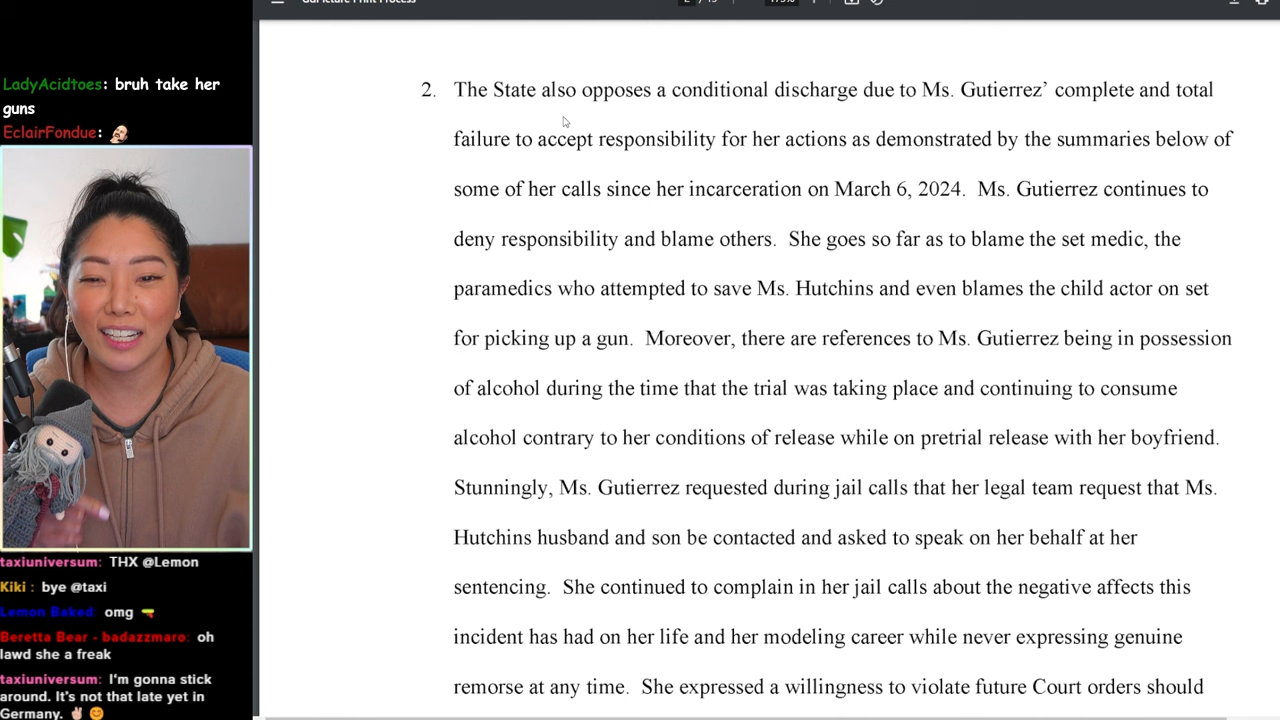 LadyAcidtoes: bruh take her
guns
EclairFondue:
taxiuniversum: THX @Lemon
Kiki : bye @taxi
Lemon Baked: omg
Beretta Bear - badazzmaro: oh
lawd she a freak
taxiuniversum: I'm gonna stick
around. It's not that late yet in
Germany.
2. The State also opposes a conditional discharge due to Ms. Gutierrez’ complete and total
failure to accept responsibility for her actions as demonstrated by the summaries below of
some of her calls since her incarceration on March 6, 2024. Ms. Gutierrez continues to
deny responsibility and blame others. She goes so far as to blame the set medic, the
paramedics who attempted to save Ms. Hutchins and even blames the child actor on set
for picking up a gun. Moreover, there are references to Ms. Gutierrez being in possession
of alcohol during the time that the trial was taking place and continuing to consume
alcohol contrary to her conditions of release while on pretrial release with her boyfriend.
Stunningly, Ms. Gutierrez requested during jail calls that her legal team request that Ms.
Hutchins husband and son be contacted and asked to speak on her behalf at her
sentencing. She continued to complain in her jail calls about the negative affects this
incident has had on her life and her modeling career while never expressing genuine
remorse at any time. She expressed a willingness to violate future Court orders should